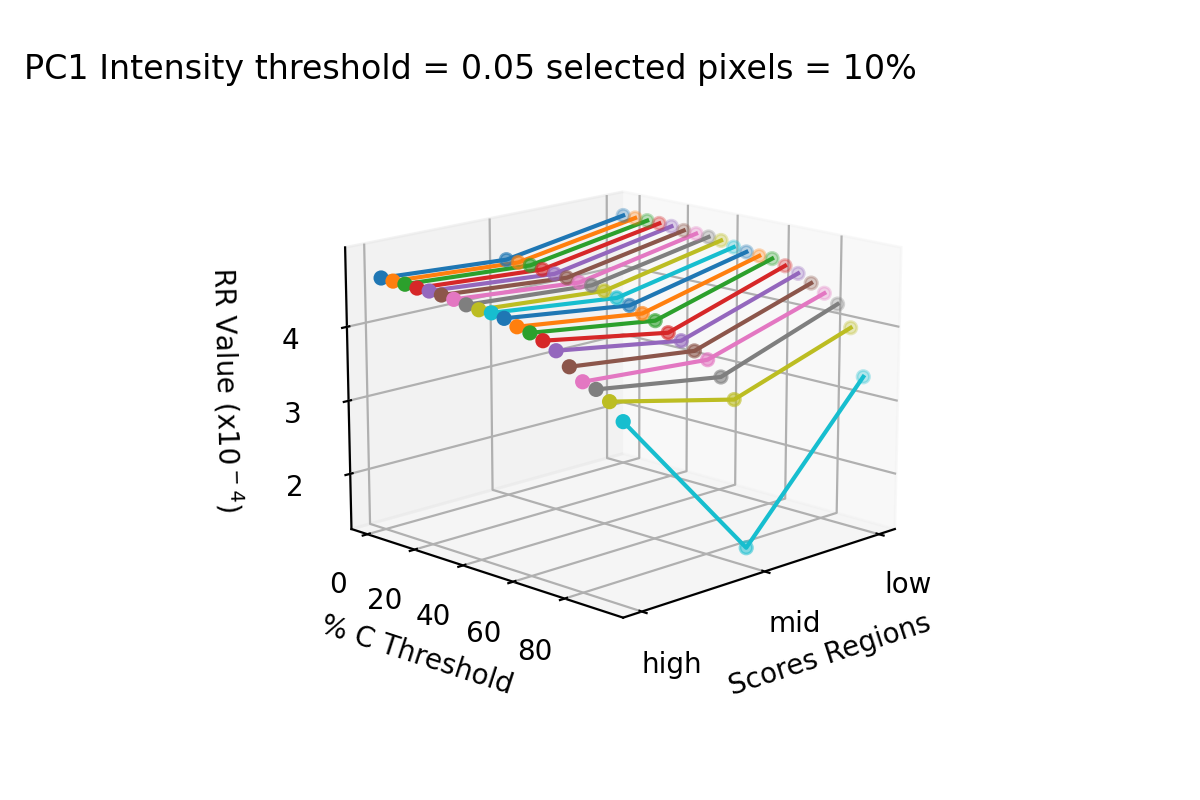 PC1 Intensity threshold = 0.05 selected pixels = 10%
RR Value (x10⁻⁴)
4
3
2
0
20
40
60
80
% C Threshold
low
mid
high
Scores Regions